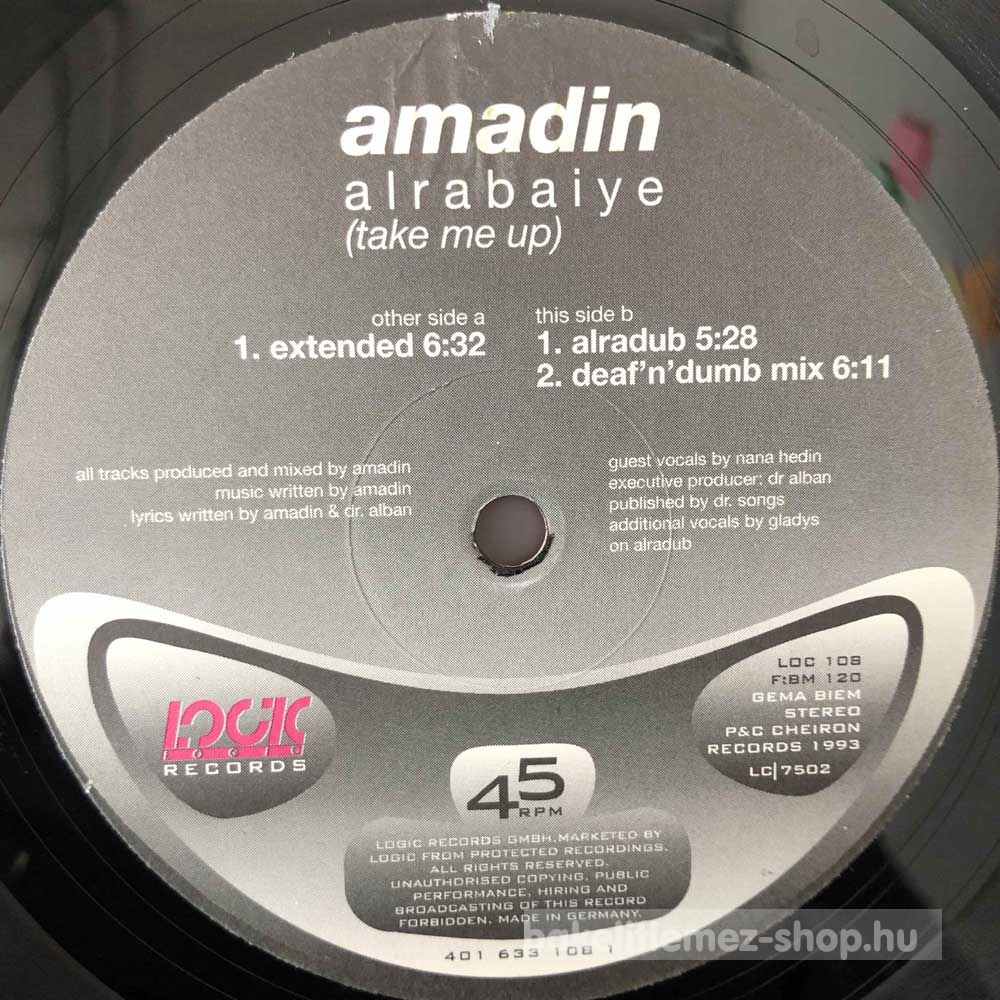 amadin
alrabaiye
(take me up)
other side a
1. extended 6:32
this side b
1. alradub 5:28
2. deaf'n'dumb mix 6:11
all tracks produced and mixed by amadin
music written by amadin
lyrics written by amadin & dr. alban
guest vocals by nana hedin
executive producer: dr alban
published by dr. songs
additional vocals by gladys
on alradub
LOGIC
LOGIC
RECORDS
LOC 108
F:BM 120
GEMA BIEM
STEREO
P&C CHEIRON
RECORDS 1993
LC|7502
45
RPM
LOGIC RECORDS GMBH.MARKETED BY
LOGIC FROM PROTECTED RECORDINGS.
ALL RIGHTS RESERVED.
UNAUTHORISED COPYING, PUBLIC
PERFORMANCE, HIRING AND
BROADCASTING OF THIS RECORD
FORBIDDEN. MADE IN GERMANY.
401 633 108 1
bakelitlemez-shop.hu